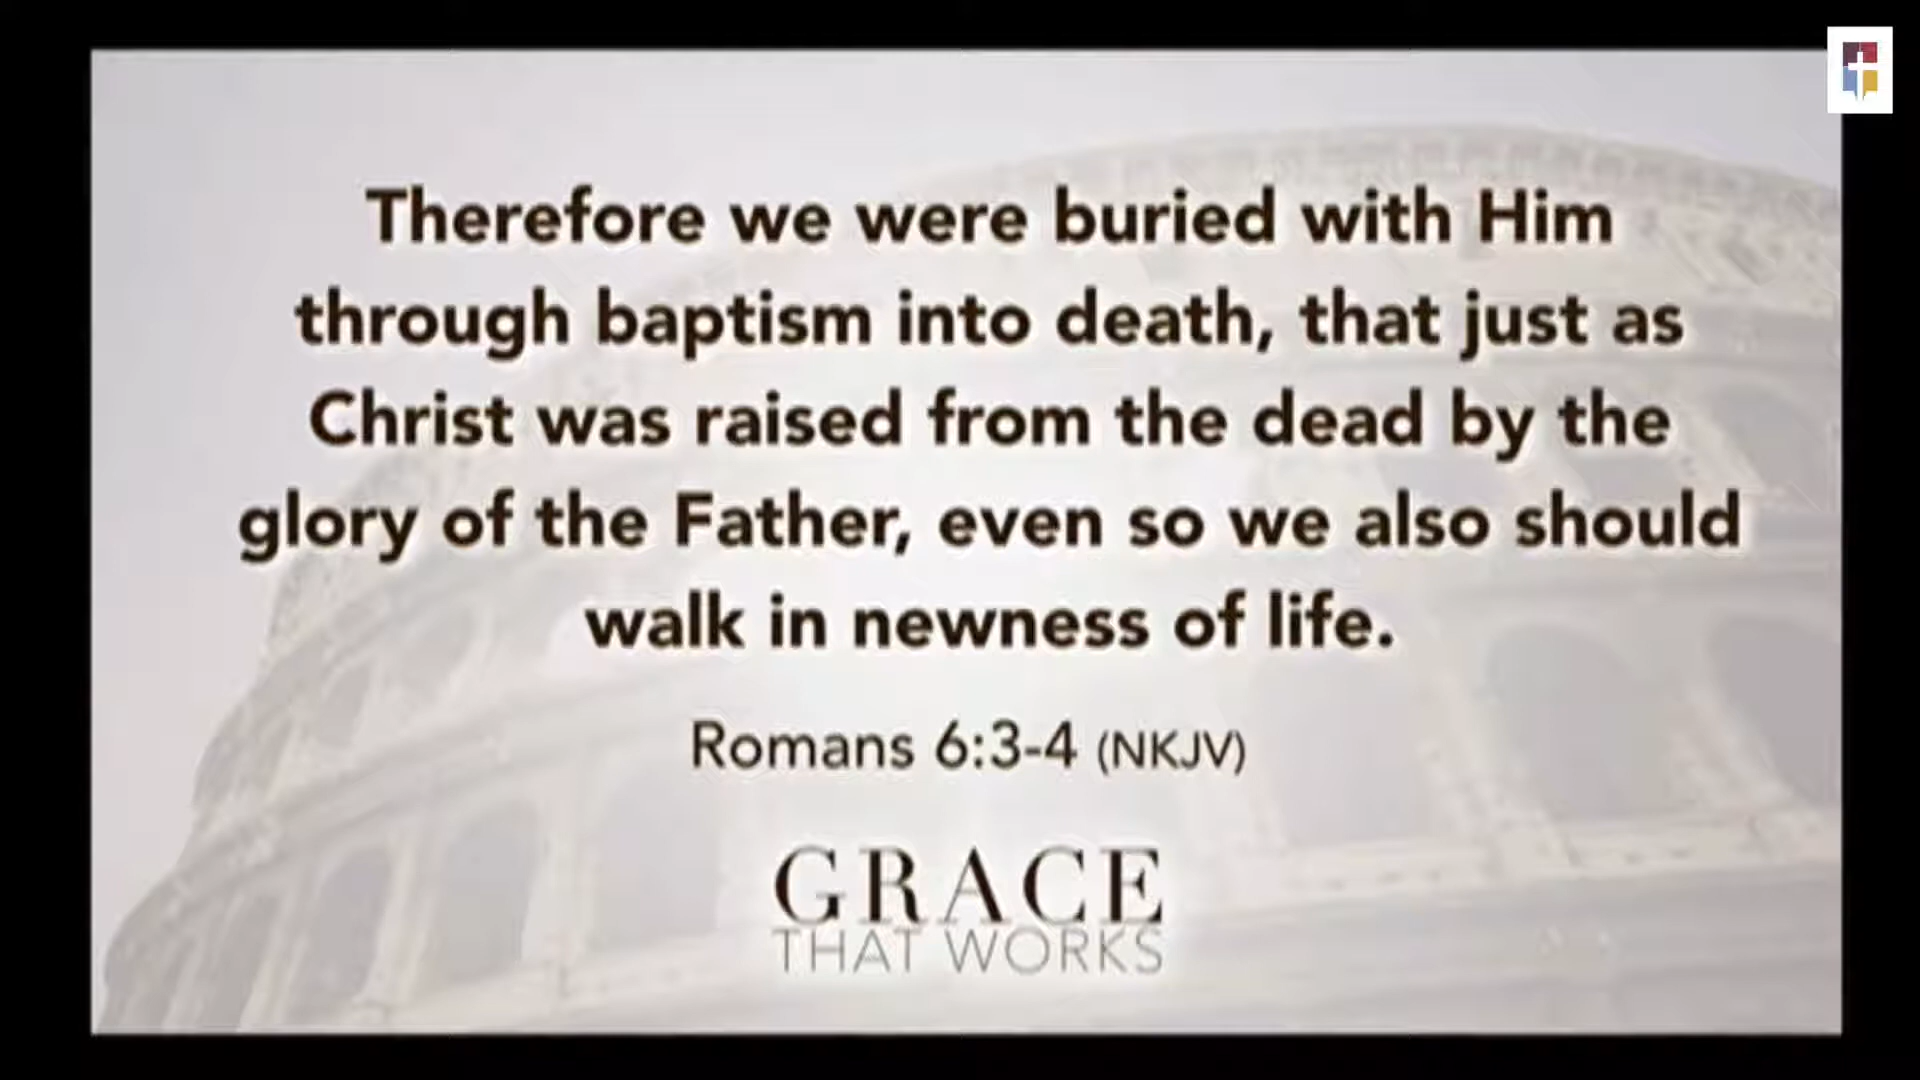 Therefore we were buried with Him
through baptism into death, that just as
Christ was raised from the dead by the
glory of the Father, even so we also should
walk in newness of life.
Romans 6:3-4 (NKJV)
GRACE
THAT WORKS